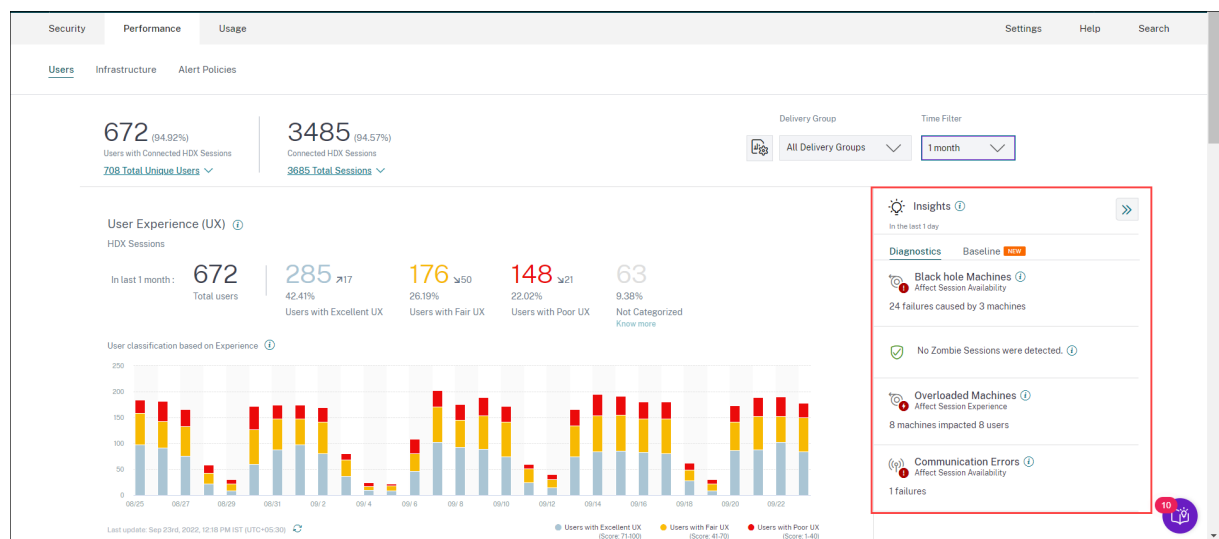 Security Performance Usage Settings Help Search
Users Infrastructure Alert Policies
672 (94.92%)
Users with Connected HDX Sessions
708 Total Unique Users
3485 (94.57%)
Connected HDX Sessions
3685 Total Sessions
Delivery Group
All Delivery Groups
Time Filter
1 month
User Experience (UX)
HDX Sessions
In last 1 month :
672
Total users
285 17
42.41%
Users with Excellent UX
176 50
26.19%
Users with Fair UX
148 21
22.02%
Users with Poor UX
63
9.38%
Not Categorized
Know more
User classification based on Experience
250
200
150
100
50
0
08/25 08/27 08/29 08/31 09/2 09/4 09/6 09/8 09/10 09/12 09/14 09/16 09/18 09/20 09/22
Last update: Sep 23rd, 2022, 12:18 PM IST (UTC+05:30)
Users with Excellent UX
(Score: 71-100)
Users with Fair UX
(Score: 41-70)
Users with Poor UX
(Score: 1-40)
Insights
In the last 1 day
Diagnostics Baseline NEW
Black hole Machines
Affect Session Availability
24 failures caused by 3 machines
No Zombie Sessions were detected.
Overloaded Machines
Affect Session Experience
8 machines impacted 8 users
Communication Errors
Affect Session Availability
1 failures
10